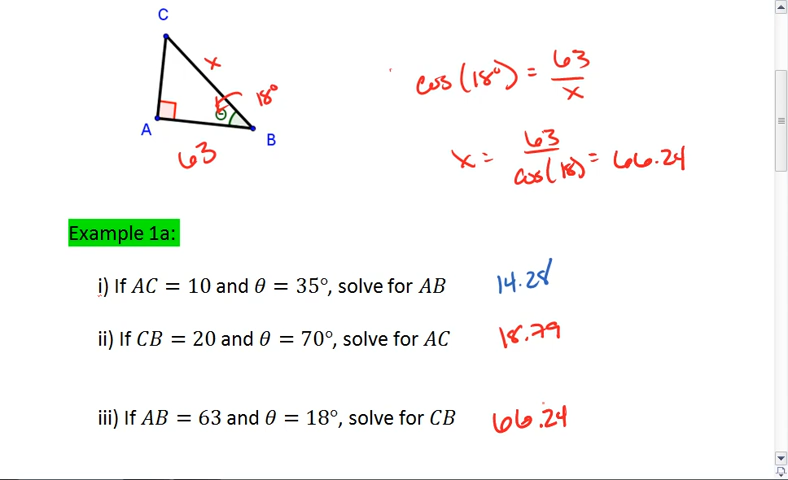 C
x
cos(18°) = 63/x
18°
θ
A
B
63
x = 63/cos(18) = 66.24
Example 1a:
i) If AC = 10 and θ = 35°, solve for AB 14.28
ii) If CB = 20 and θ = 70°, solve for AC 18.79
iii) If AB = 63 and θ = 18°, solve for CB 66.24